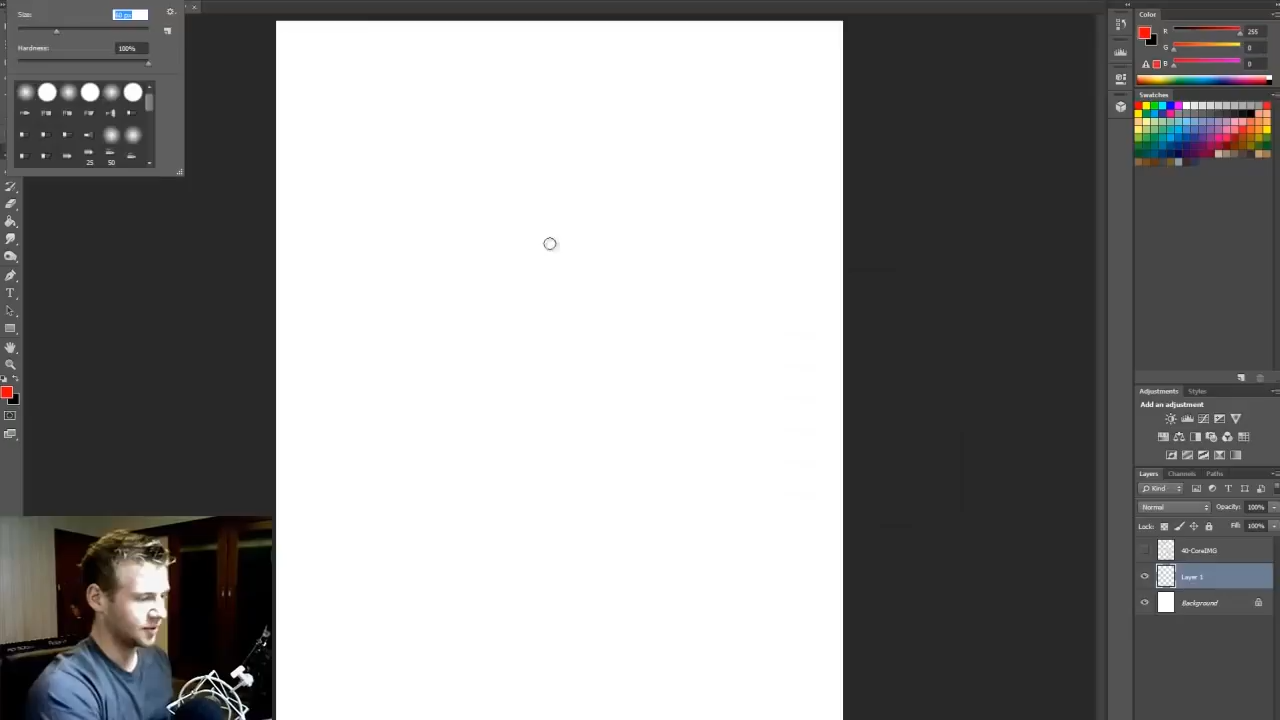 Size:
Hardness: 100%
25 50
Color
R 255
G 0
B 0
Swatches
Adjustments Styles
Add an adjustment
Layers Channels Paths
Kind
Normal Opacity: 100%
Lock: Fill: 100%
40-CoreIMG
Layer 1
Background